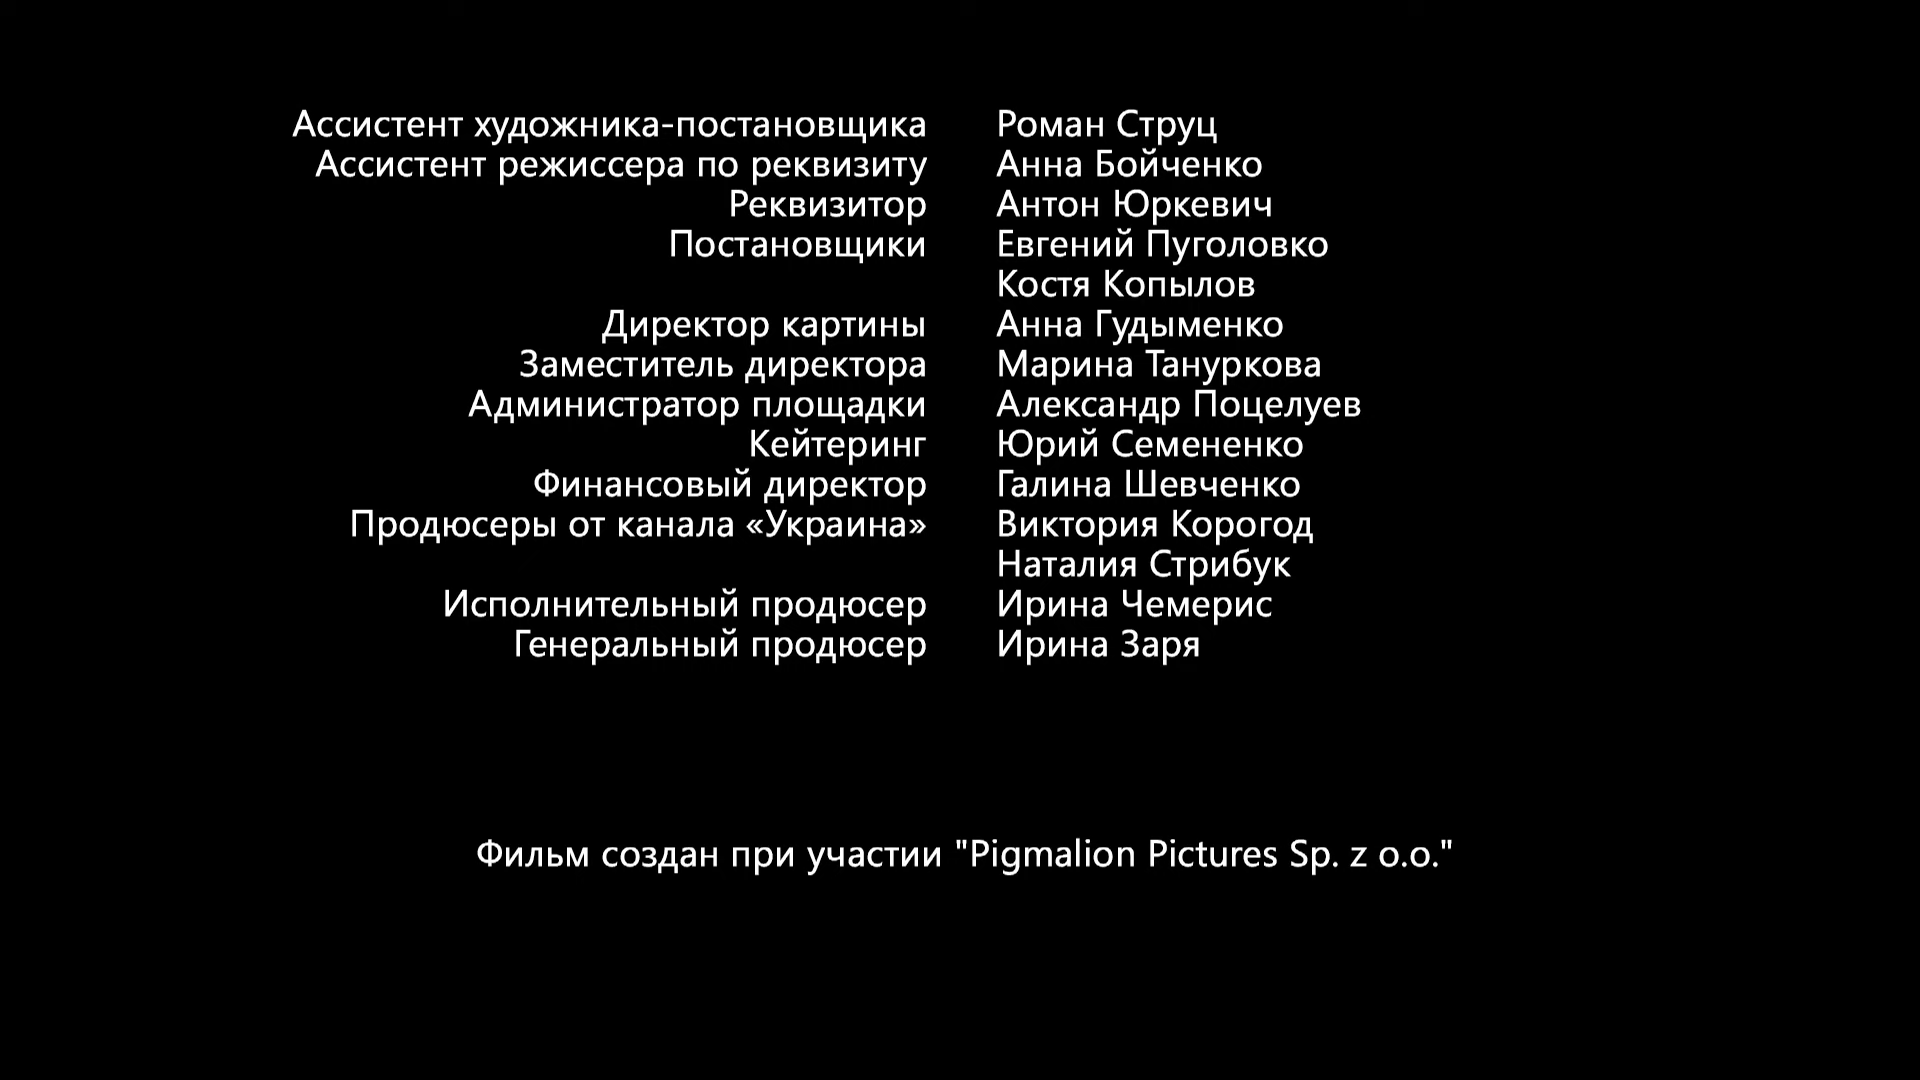 Ассистент художника-постановщика Роман Струц
Ассистент режиссера по реквизиту Анна Бойченко
Реквизитор Антон Юркевич
Постановщики Евгений Пуголовко
Костя Копылов
Директор картины Анна Гудыменко
Заместитель директора Марина Тануркова
Администратор площадки Александр Поцелуев
Кейтеринг Юрий Семененко
Финансовый директор Галина Шевченко
Продюсеры от канала «Украина» Виктория Корогод
Наталия Стрибук
Исполнительный продюсер Ирина Чемерис
Генеральный продюсер Ирина Заря
Фильм создан при участии "Pigmalion Pictures Sp. z o.o."